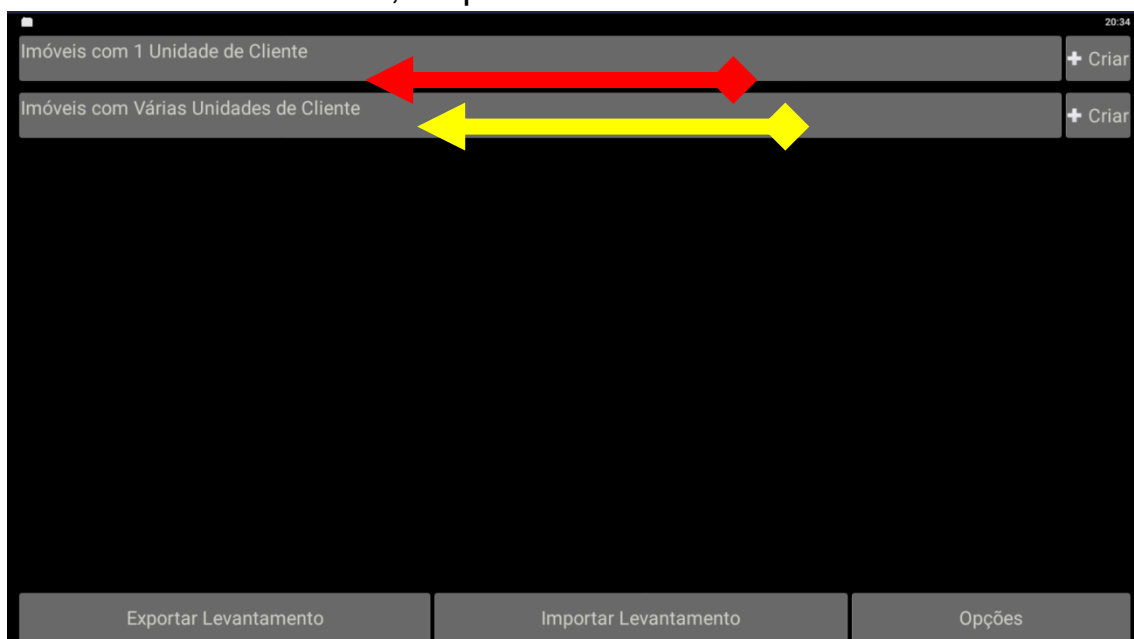 20:34
Imóveis com 1 Unidade de Cliente
+ Criar
Imóveis com Várias Unidades de Cliente
+ Criar
Exportar Levantamento
Importar Levantamento
Opções